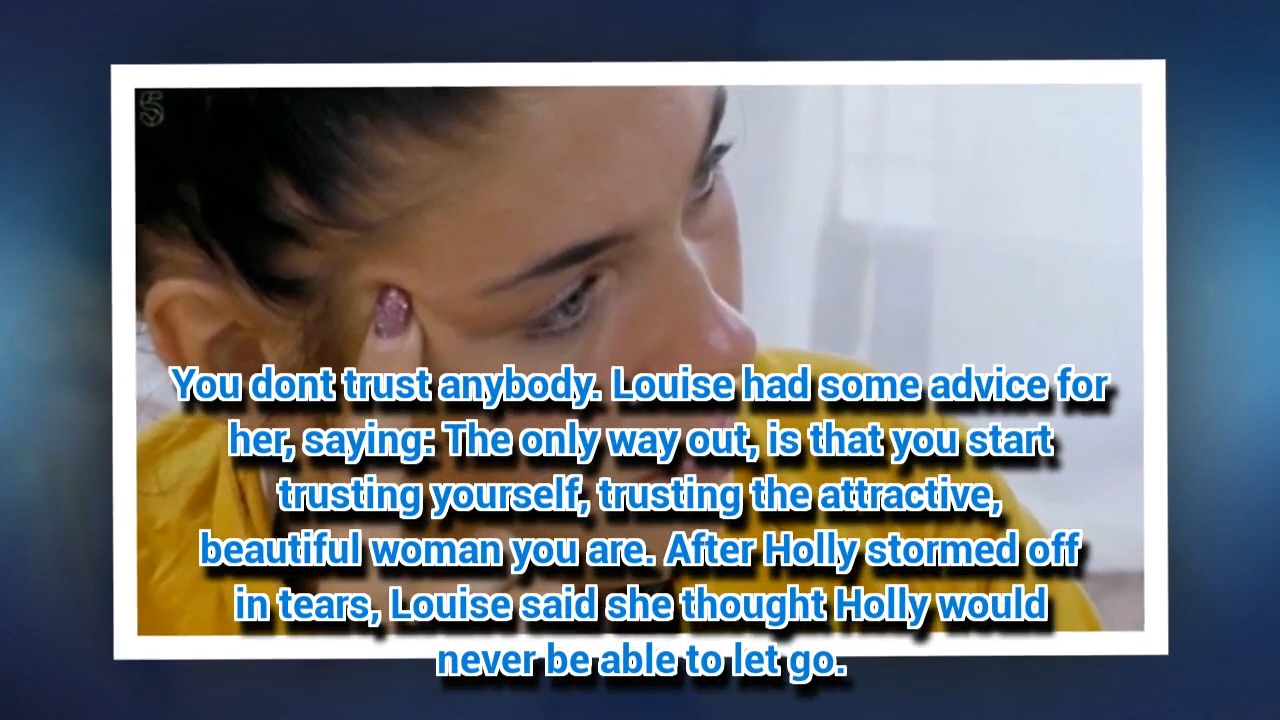 5
You dont trust anybody. Louise had some advice for
her, saying: The only way out, is that you start
trusting yourself, trusting the attractive,
beautiful woman you are. After Holly stormed off
in tears, Louise said she thought Holly would
never be able to let go.